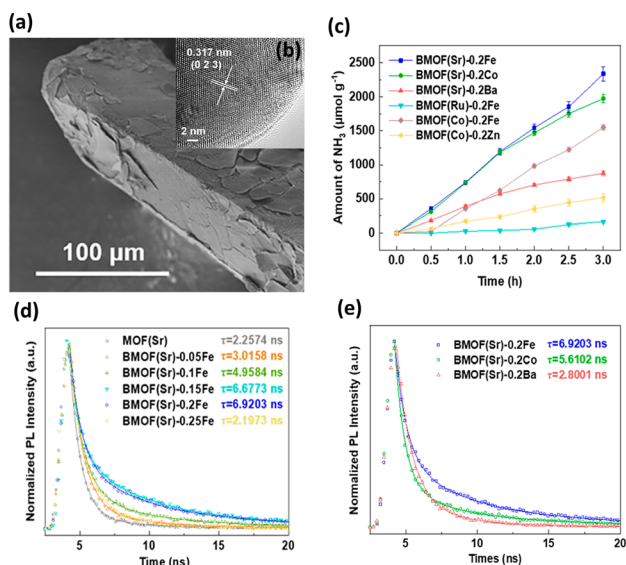 (a)
(b)
0.317 nm
(0 2 3)
2 nm
100 µm
(c)
Amount of NH3 (µmol g-1)
2500
2000
1500
1000
500
0
BMOF(Sr)-0.2Fe
BMOF(Sr)-0.2Co
BMOF(Sr)-0.2Ba
BMOF(Ru)-0.2Fe
BMOF(Co)-0.2Fe
BMOF(Co)-0.2Zn
0.0 0.5 1.0 1.5 2.0 2.5 3.0
Time (h)
(d)
Normalized PL Intensity (a.u.)
MOF(Sr) τ=2.2574 ns
BMOF(Sr)-0.05Fe τ=3.0158 ns
BMOF(Sr)-0.1Fe τ=4.9584 ns
BMOF(Sr)-0.15Fe τ=6.6773 ns
BMOF(Sr)-0.2Fe τ=6.9203 ns
BMOF(Sr)-0.25Fe τ=2.1973 ns
5 10 15 20
Time (ns)
(e)
Normalized PL Intensity (a.u.)
BMOF(Sr)-0.2Fe τ=6.9203 ns
BMOF(Sr)-0.2Co τ=5.6102 ns
BMOF(Sr)-0.2Ba τ=2.8001 ns
5 10 15 20
Times (ns)